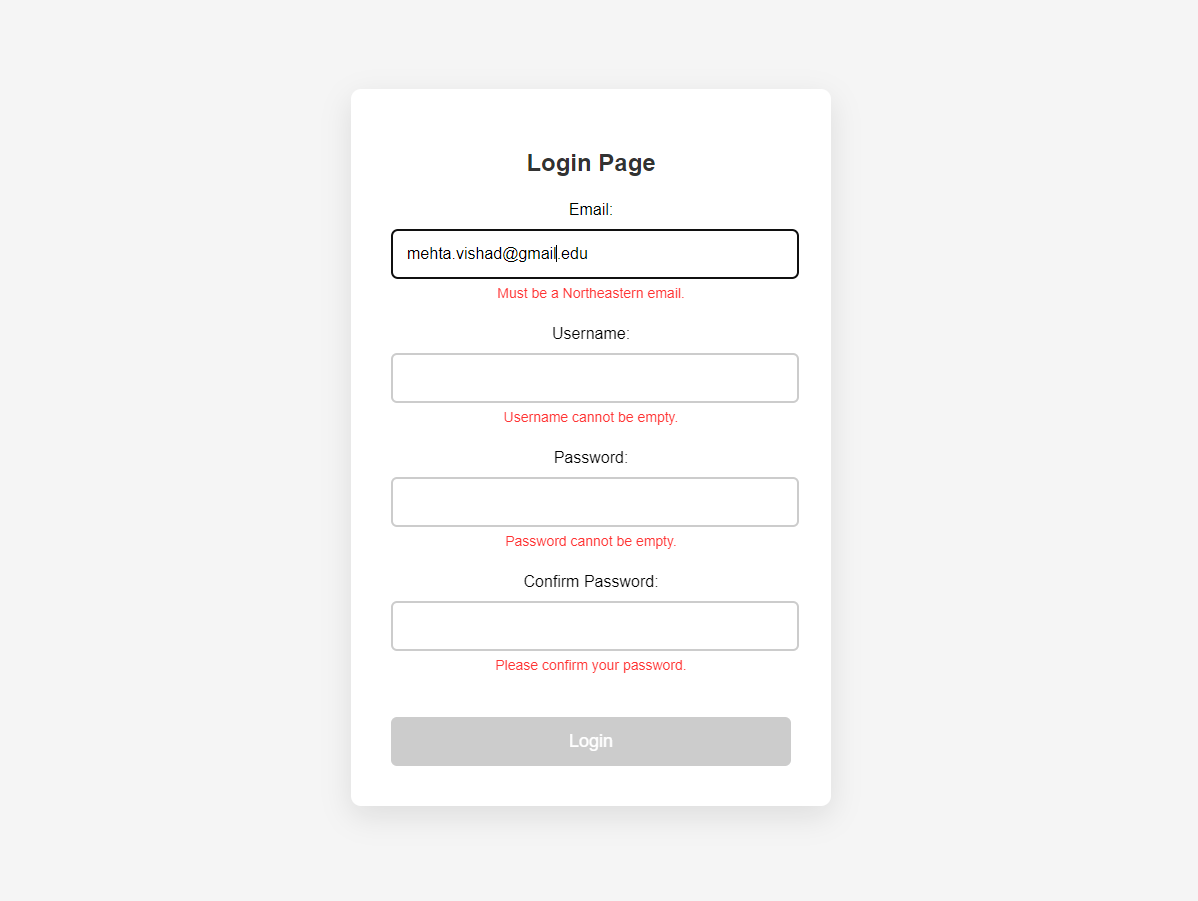 Login Page
Email:
mehta.vishad@gmail.edu
Must be a Northeastern email.
Username:
Username cannot be empty.
Password:
Password cannot be empty.
Confirm Password:
Please confirm your password.
Login